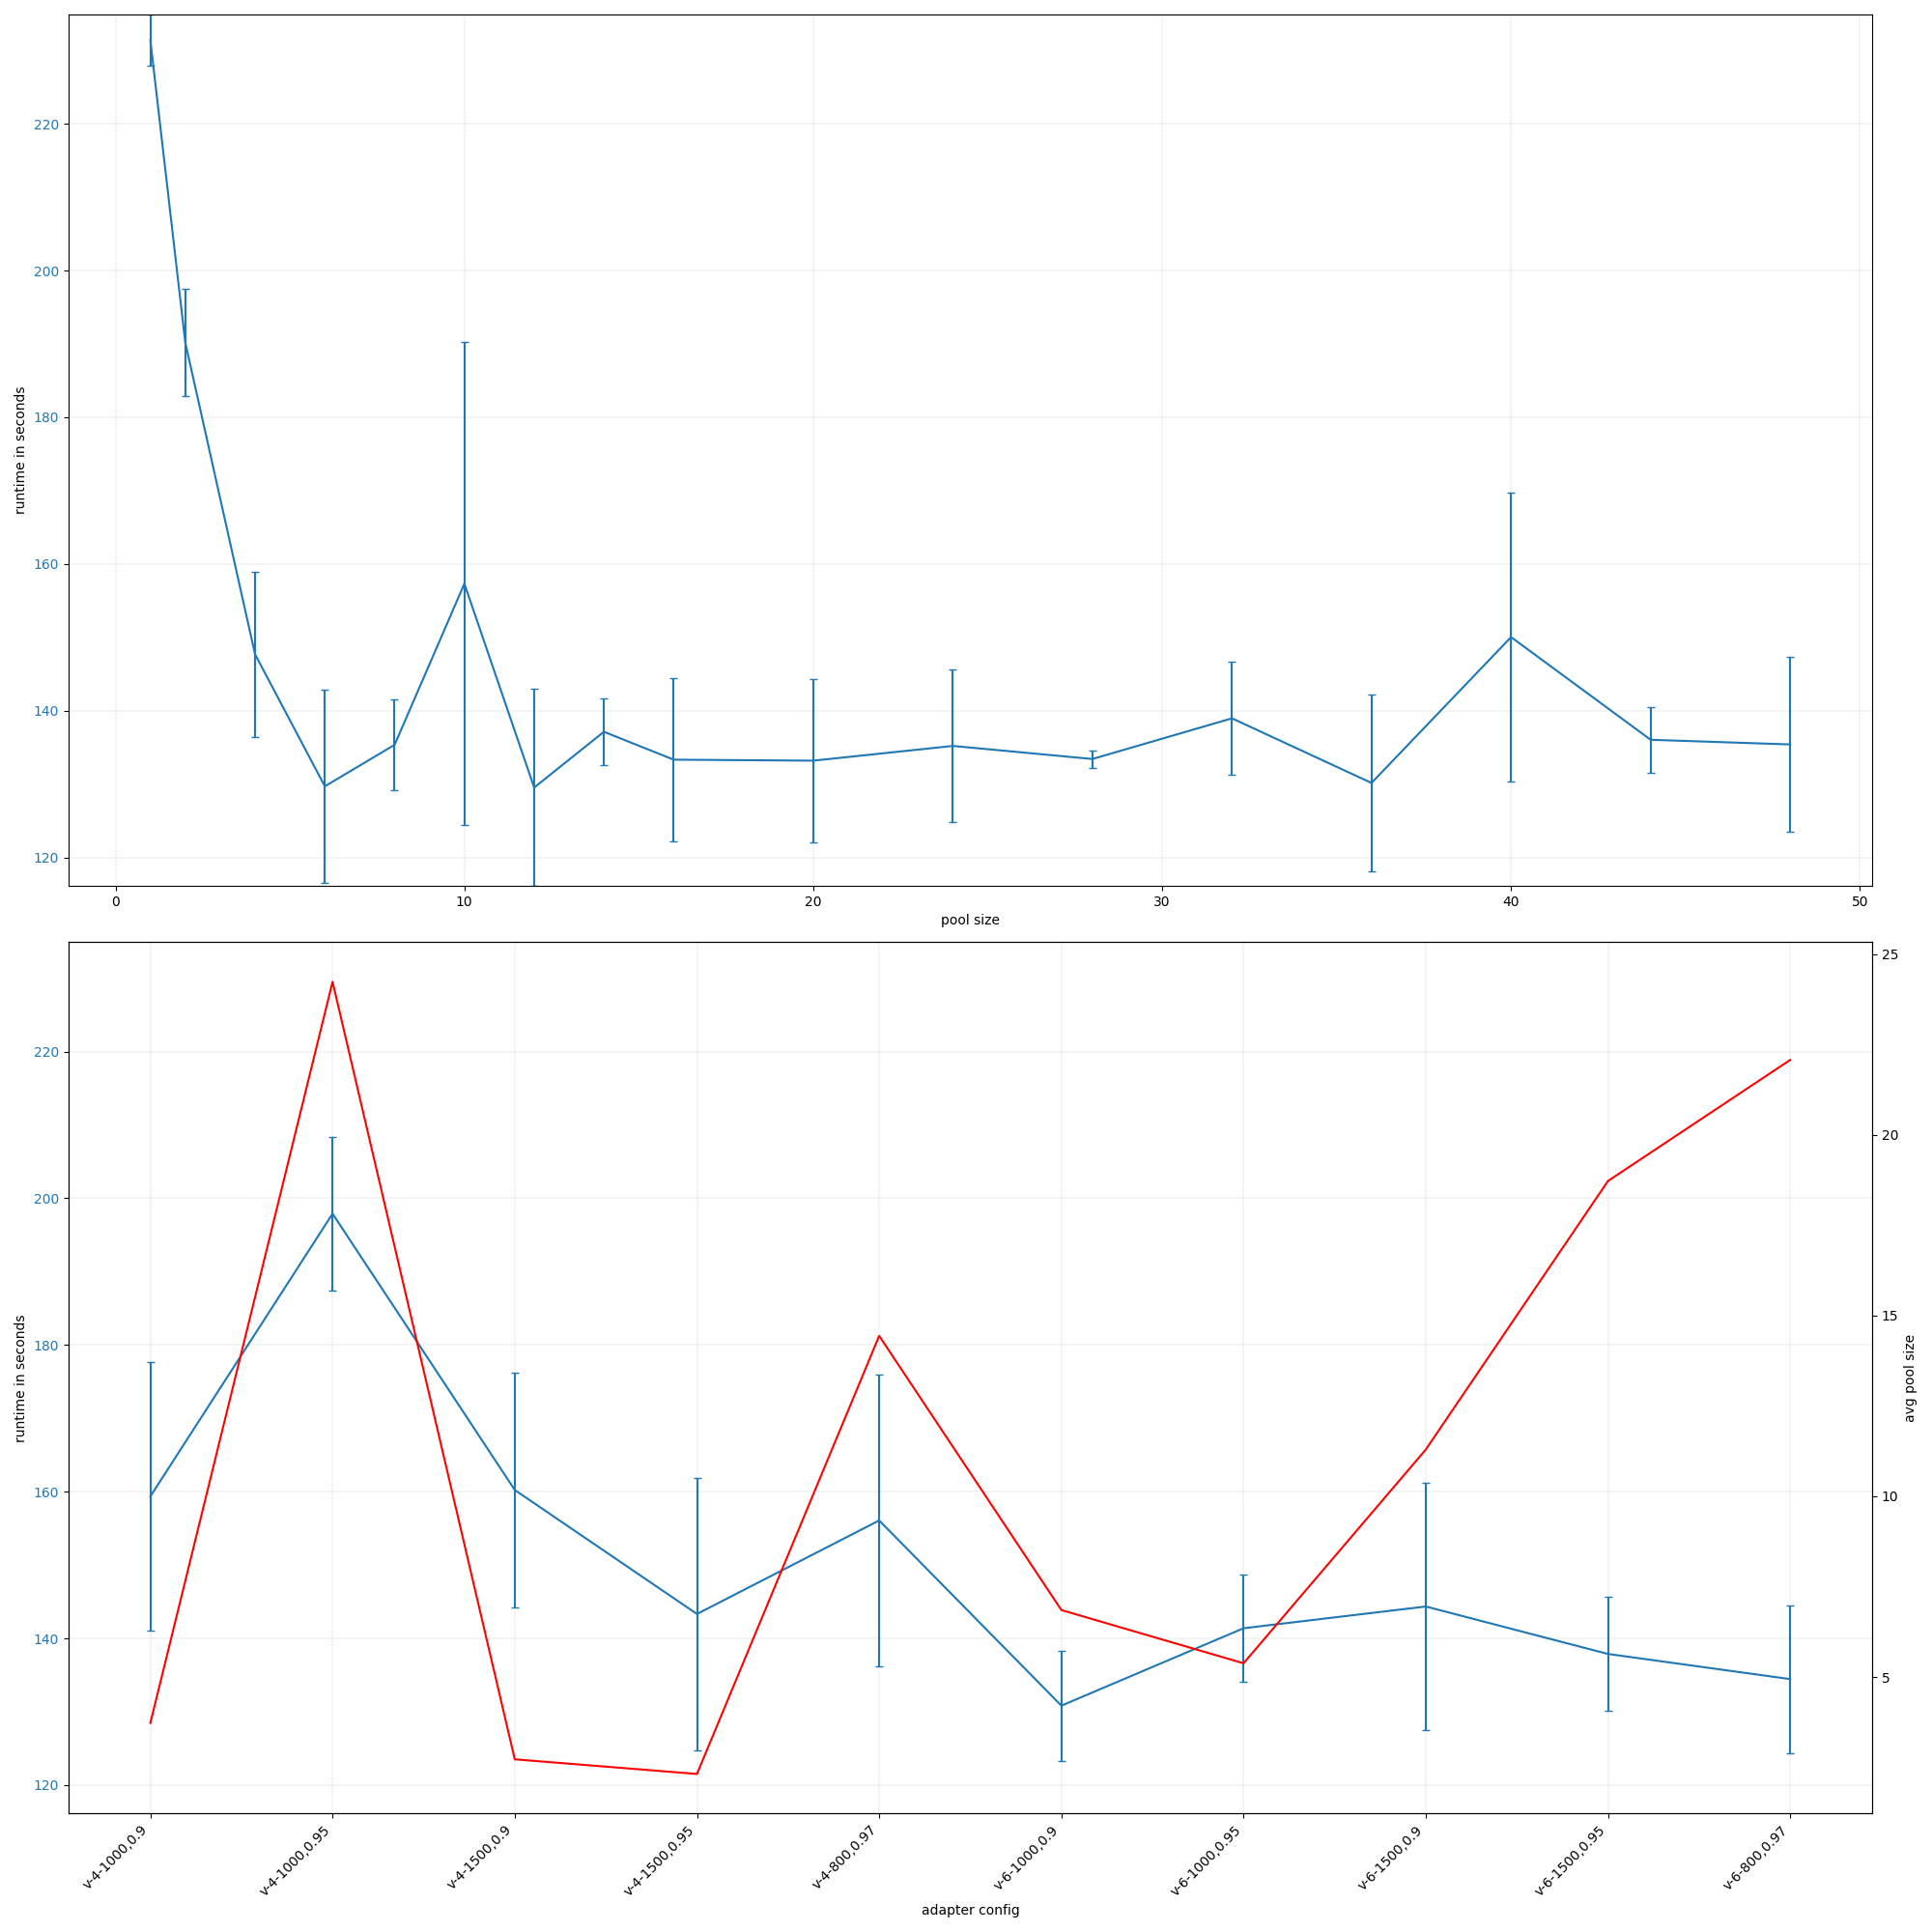 220
200
180
160
140
120
runtime in seconds
0 10 20 30 40 50
pool size
220
200
180
160
140
120
runtime in seconds
25
20
15
10
5
avg pool size
v-4-1000,0.9
v-4-1000,0.95
v-4-1500,0.9
v-4-1500,0.95
v-4-800,0.97
v-6-1000,0.9
v-6-1000,0.95
v-6-1500,0.9
v-6-1500,0.95
v-6-800,0.97
adapter config